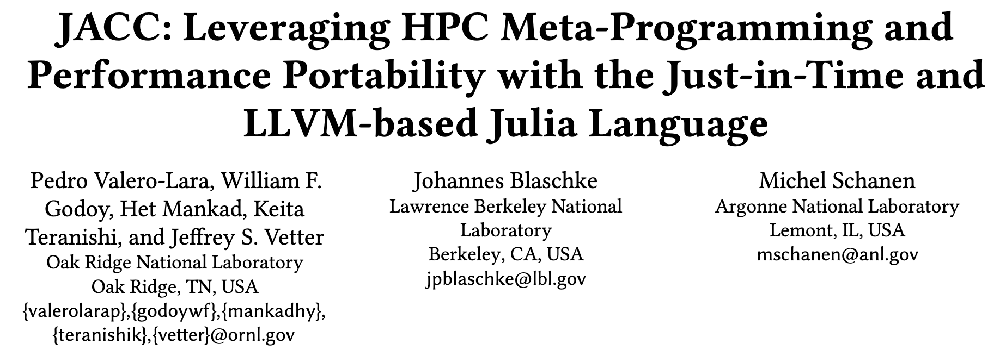 JACC: Leveraging HPC Meta-Programming and
Performance Portability with the Just-in-Time and
LLVM-based Julia Language
Pedro Valero-Lara, William F.
Godoy, Het Mankad, Keita
Teranishi, and Jeffrey S. Vetter
Oak Ridge National Laboratory
Oak Ridge, TN, USA
{valerolarap},{godoywf},{mankadhy},
{teranishik},{vetter}@ornl.gov
Johannes Blaschke
Lawrence Berkeley National
Laboratory
Berkeley, CA, USA
jpblaschke@lbl.gov
Michel Schanen
Argonne National Laboratory
Lemont, IL, USA
mschanen@anl.gov